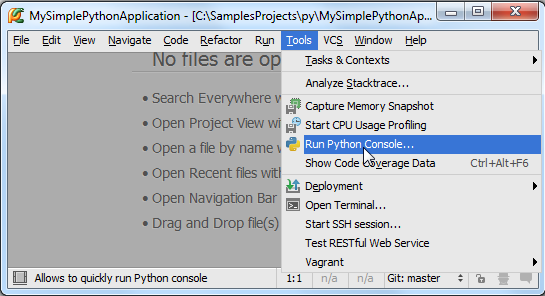 MySimplePythonApplication - [C:\SamplesProjects\py\MySimplePythonAp...
File Edit View Navigate Code Refactor Run Tools VCS Window Help
No files are op
• Search Everywhere w
• Open Project View wi
• Open a file by name w
• Open Recent files with
• Open Navigation Bar
• Drag and Drop file(s)
Tasks & Contexts
Analyze Stacktrace...
Capture Memory Snapshot
Start CPU Usage Profiling
Run Python Console...
Show Code Coverage Data Ctrl+Alt+F6
Deployment
Open Terminal...
Start SSH session...
Test RESTful Web Service
Vagrant
Allows to quickly run Python console 1:1 n/a n/a Git: master